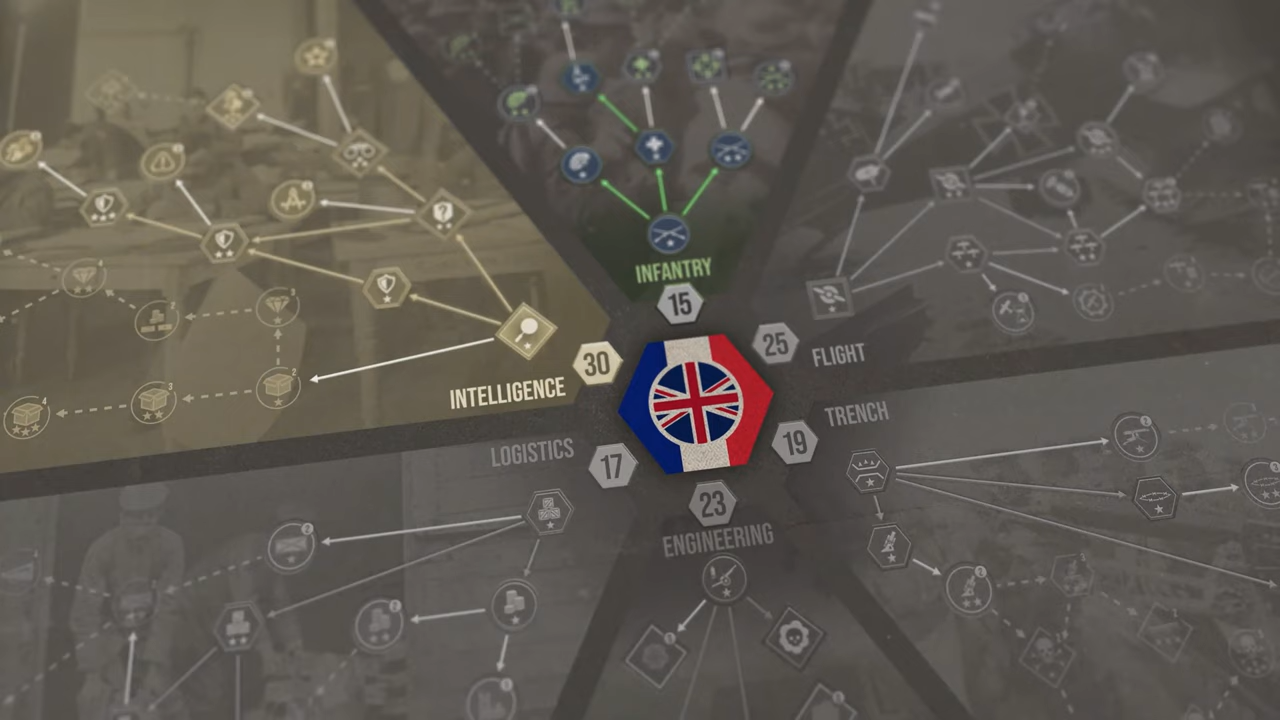 INFANTRY
15
30
25
FLIGHT
INTELLIGENCE
TRENCH
LOGISTICS
17
19
23
ENGINEERING